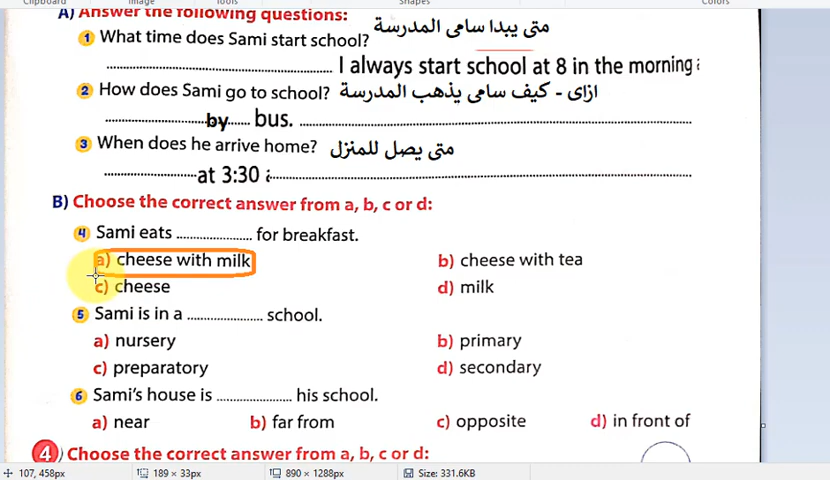 Clipboard Image Shapes Colors
A) Answer the following questions:
1 What time does Sami start school? متى يبدا سامى المدرسة
I always start school at 8 in the morning
2 How does Sami go to school? ازاى - كيف سامى يذهب المدرسة
by bus.
3 When does he arrive home? متى يصل للمنزل
at 3:30
B) Choose the correct answer from a, b, c or d:
4 Sami eats .................... for breakfast.
a) cheese with milk b) cheese with tea
c) cheese d) milk
5 Sami is in a .................... school.
a) nursery b) primary
c) preparatory d) secondary
6 Sami's house is .................... his school.
a) near b) far from c) opposite d) in front of
4) Choose the correct answer from a, b, c or d:
107, 458px 189 × 33px 890 × 1288px Size: 331.6KB